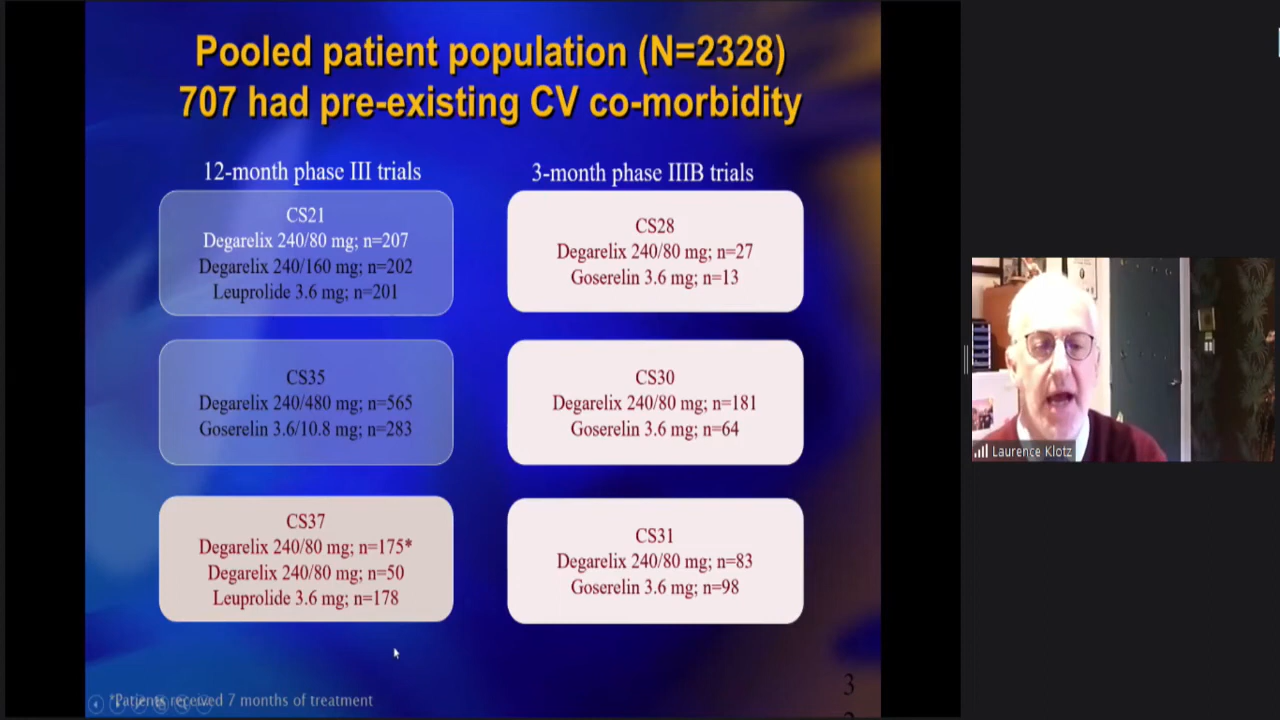 Pooled patient population (N=2328)
707 had pre-existing CV co-morbidity
12-month phase III trials
CS21
Degarelix 240/80 mg; n=207
Degarelix 240/160 mg; n=202
Leuprolide 3.6 mg; n=201
CS35
Degarelix 240/480 mg; n=565
Goserelin 3.6/10.8 mg; n=283
CS37
Degarelix 240/80 mg; n=175*
Degarelix 240/80 mg; n=50
Leuprolide 3.6 mg; n=178
3-month phase IIIB trials
CS28
Degarelix 240/80 mg; n=27
Goserelin 3.6 mg; n=13
CS30
Degarelix 240/80 mg; n=181
Goserelin 3.6 mg; n=64
CS31
Degarelix 240/80 mg; n=83
Goserelin 3.6 mg; n=98
*Patients received 7 months of treatment
3
Laurence Klotz